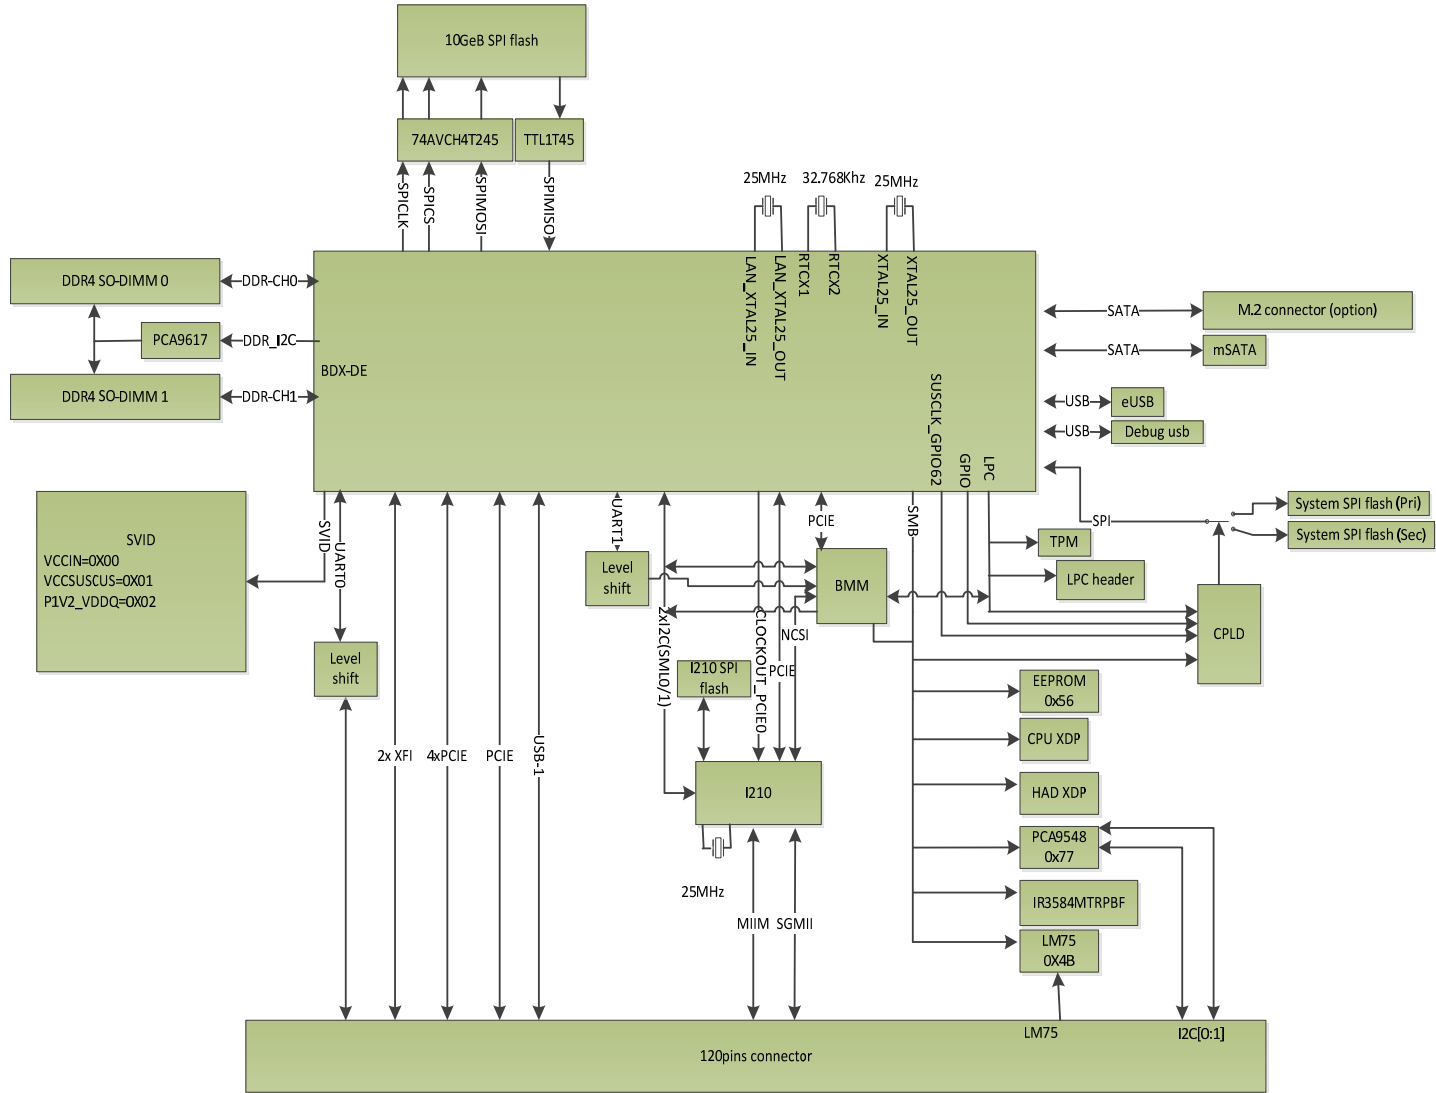 10GeB SPI flash
74AVCH4T245
TTL1T45
SPICLK
SPICS
SPIMOSI
SPIMISO
25MHz
32.768Khz
25MHz
LAN_XTAL25_IN
LAN_XTAL25_OUT
RTCX1
RTCX2
XTAL25_IN
XTAL25_OUT
DDR4 SO-DIMM 0
DDR-CH0
PCA9617
DDR_I2C
DDR4 SO-DIMM 1
DDR-CH1
BDX-DE
SUSCLK_GPIO62
GPIO
LPC
SATA
M.2 connector (option)
SATA
mSATA
USB
eUSB
USB
Debug usb
SPI
System SPI flash (Pri)
System SPI flash (Sec)
SVID
VCCIN=0X00
VCCSUSCUS=0X01
P1V2_VDDQ=0X02
SVID
UART0
UART1
PCIE
SMB
Level
shift
BMM
TPM
LPC header
CPLD
Level
shift
2xI2C(SML0/1)
CLOCKOUT_PCIE0
NCSI
PCIE
I210 SPI
flash
EEPROM
0x56
CPU XDP
HAD XDP
PCA9548
0x77
IR3584MTRPBF
LM75
0X4B
2x XFI
4xPCIE
PCIE
USB-1
I210
25MHz
MIIM
SGMII
LM75
I2C[0:1]
120pins connector